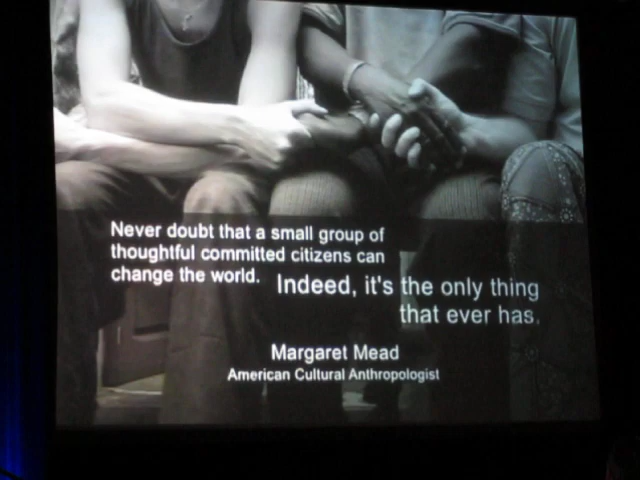 Never doubt that a small group of
thoughtful committed citizens can
change the world.
Indeed, it's the only thing
that ever has.
Margaret Mead
American Cultural Anthropologist